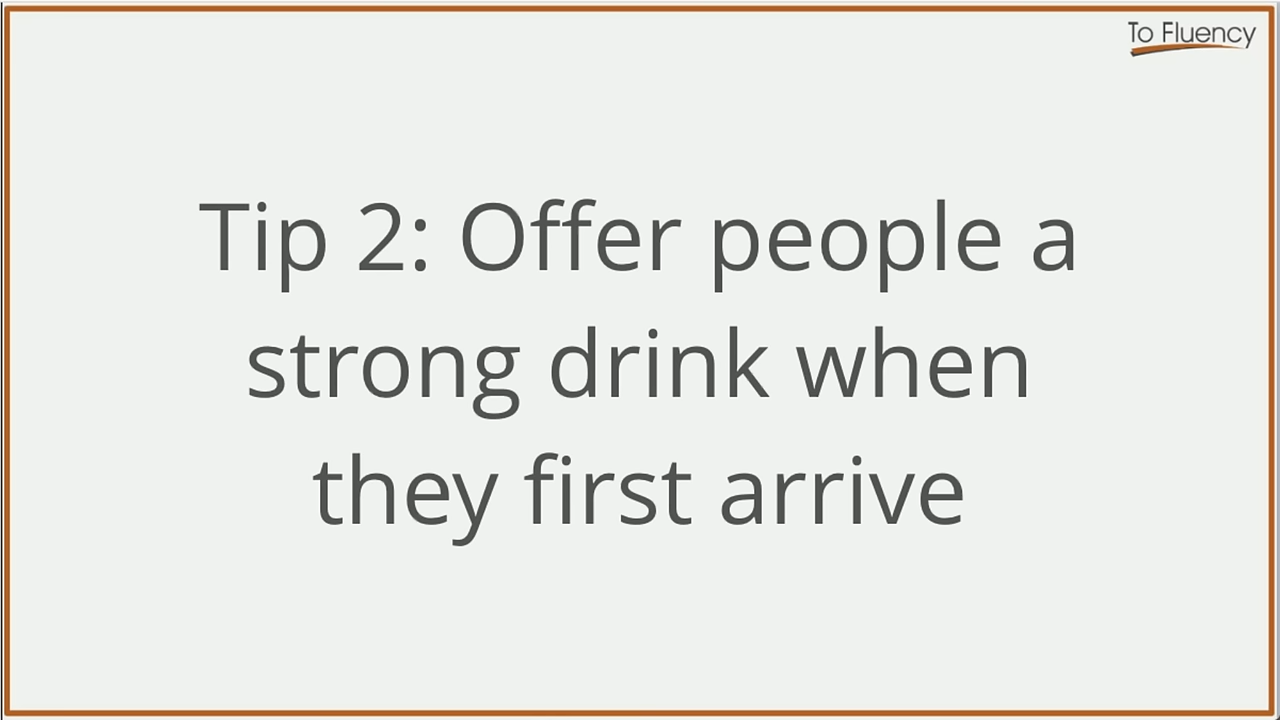 To Fluency
Tip 2: Offer people a
strong drink when
they first arrive